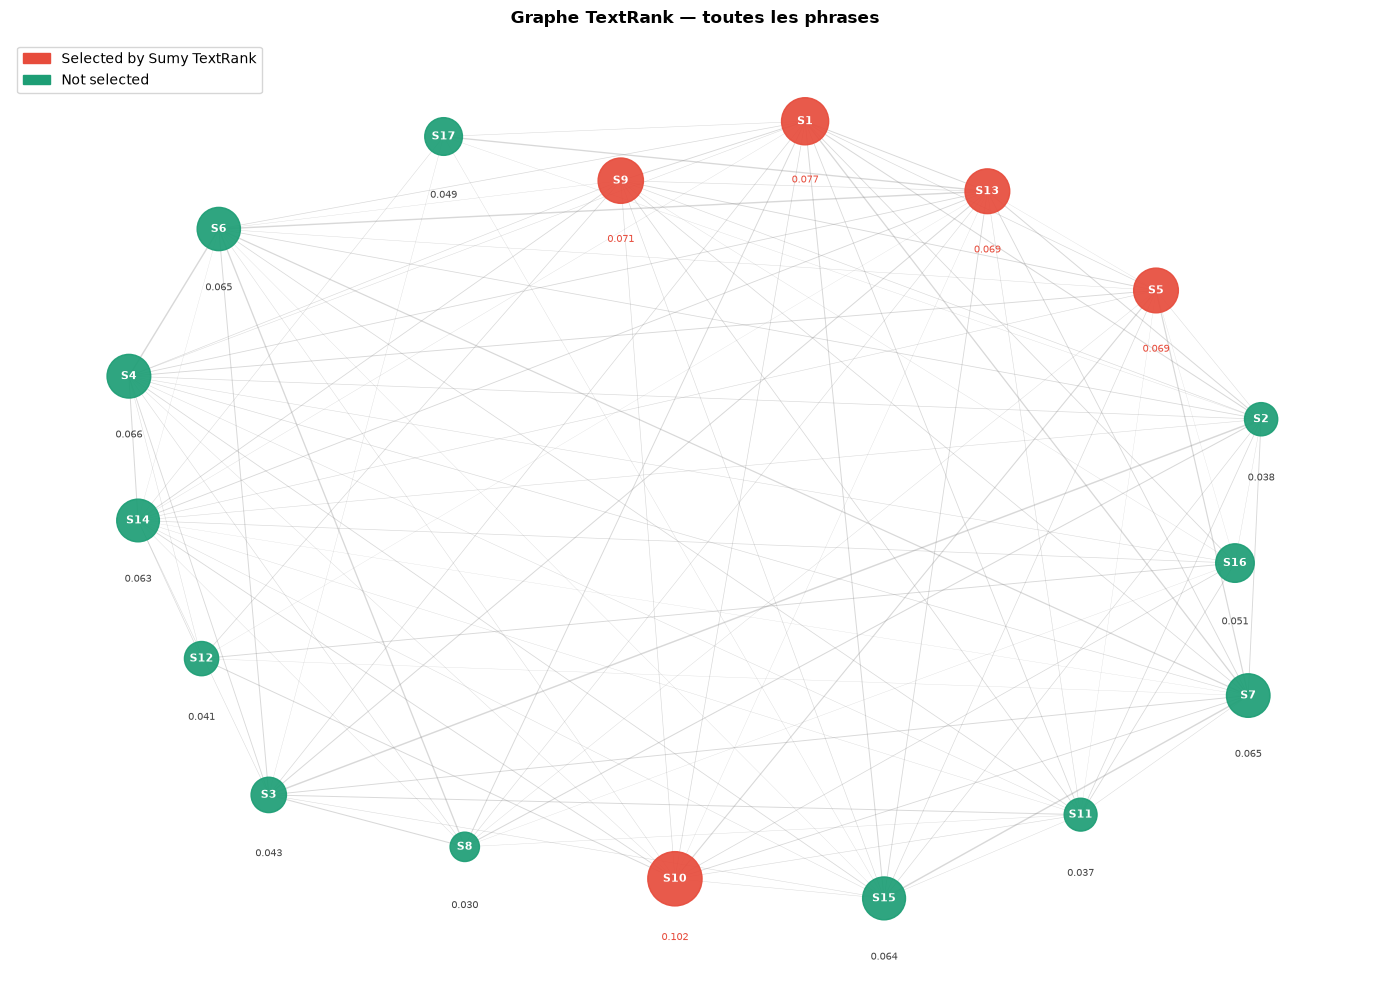 Graphe TextRank — toutes les phrases
Selected by Sumy TextRank
Not selected
S1
0.077
S17
0.049
S9
0.071
S13
0.069
S6
0.065
S5
0.069
S4
0.066
S2
0.038
S14
0.063
S16
0.051
S12
0.041
S7
0.065
S3
0.043
S11
0.037
S8
0.030
S10
0.102
S15
0.064